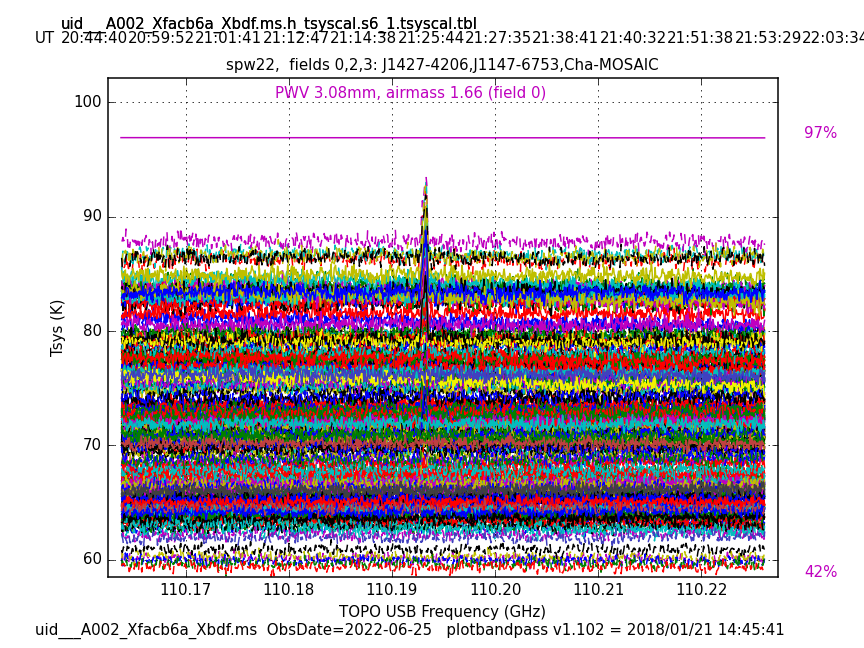 uid___A002_Xfacb6a_Xbdf.ms.h_tsyscal.s6_1.tsyscal.tbl
UT 20:44:40 20:59:52 21:01:41 21:12:47 21:14:38 21:25:44 21:27:35 21:38:41 21:40:32 21:51:38 21:53:29 22:03:34
spw22, fields 0,2,3: J1427-4206,J1147-6753,Cha-MOSAIC
PWV 3.08mm, airmass 1.66 (field 0)
100
97%
90
80
Tsys (K)
70
60
42%
110.17 110.18 110.19 110.20 110.21 110.22
TOPO USB Frequency (GHz)
uid___A002_Xfacb6a_Xbdf.ms ObsDate=2022-06-25 plotbandpass v1.102 = 2018/01/21 14:45:41